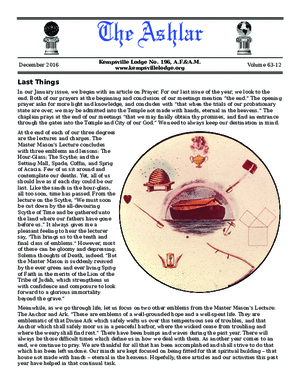 The Ashlar
Kempsville Lodge No. 196, A.F.&A.M.
December 2016
www.kempsvillelodge.org
Volume 63-12
Last Things
In our January issue, we begin with an article on Prayer. For our last issue of the year, we look to the
end. Both of our prayers at the beginning and conclusion of our meetings mention "the end." The opening
prayer asks for more light and knowledge, and concludes with "that when the trials of our probationary
state are over, we may be admitted into the Temple not made with hands, eternal in the heavens." The
chaplain prays at the end of our meetings "that we may finally obtain thy promises, and find an entrance
through the gates into the Temple and City of our God." We need to always keep our destination in mind.
At the end of each of our three degrees
are the lectures and charges. The
Master Mason's Lecture concludes
with three emblems and lessons: The
Hour-Glass; The Scythe; and the
Setting Maul, Spade, Coffin, and Sprig
of Acacia. Few of us sit around and
contemplate our deaths. Yet, all of us
should live as if each day could be our
last. Like the sands in the hour-glass,
all too soon, time has passed. From the
lecture on the Scythe, "We must soon
be cut down by the all-devouring
Scythe of Time and be gathered unto
the land where our fathers have gone
before us." It always gives me a
pleasant feeling to hear the lecturer
say, "This brings us to the tenth and
final class of emblems." However, most
of these can be gloomy and depressing.
Solemn thoughts of Death, indeed. "But
the Master Mason is suddenly revived
by the ever green and ever living Sprig
of Faith in the merits of the Lion of the
Tribe of Judah, which strengthens us
with confidence and composure to look
forward to a glorious immortality
beyond the grave."
Meanwhile, as we go through life, let us focus on two other emblems from the Master Mason's Lecture:
The Anchor and Ark. "These are emblems of a well-grounded hope and a well-spent life. They are
emblematic of that Divine Ark which safely wafts us over this tempestuous sea of troubles, and that
Anchor which shall safely moor us in a peaceful harbor, where the wicked cease from troubling and
where the weary shall find rest." There have been bumps and waves during the past year. There will
always be those difficult times which define us in how we deal with them. As another year comes to an
end, we continue to pray. We are thankful for all that has been accomplished and shall strive to do that
which has been left undone. Our minds are kept focused on being fitted for that spiritual building – that
house not made with hands – eternal in the heavens. Hopefully, these articles and our activities this past
year have helped in that continual task.